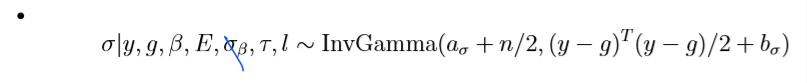 • σ|y, g, β, E, σ_β, τ, l ∼ InvGamma(a_σ + n/2, (y − g)^T (y − g)/2 + b_σ)